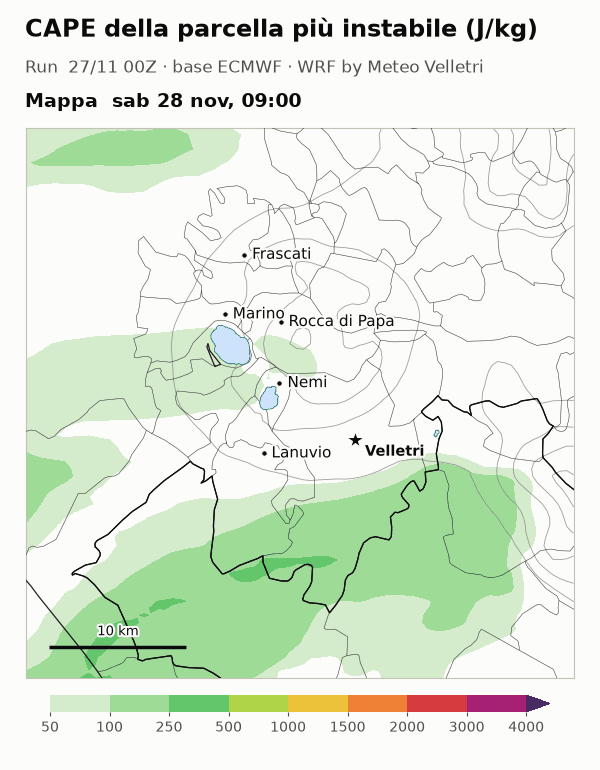 CAPE della parcella più instabile (J/kg)
Run  27/11 00Z · base ECMWF · WRF by Meteo Velletri
Mappa  sab 28 nov, 09:00
Frascati
Marino
Rocca di Papa
Nemi
Velletri
Lanuvio
10 km
50 100 250 500 1000 1500 2000 3000 4000